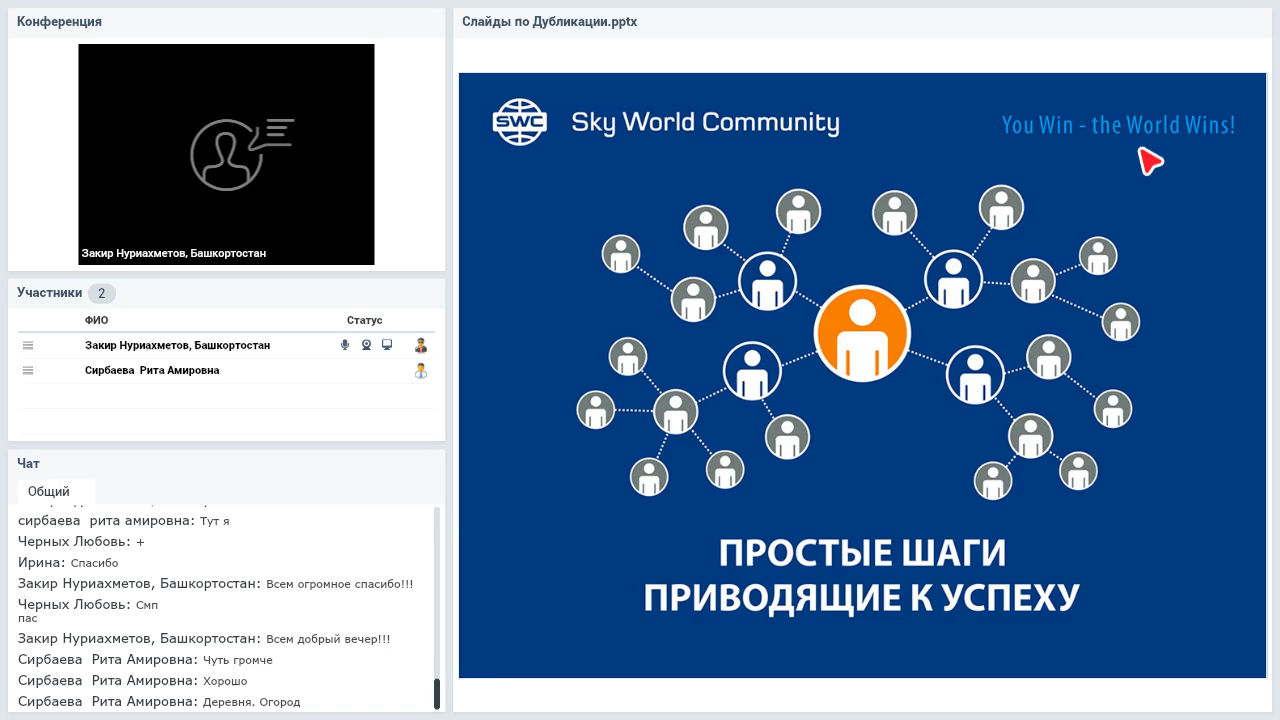 Конференция
Закир Нуриахметов, Башкортостан
Участники 2
ФИО Статус
Закир Нуриахметов, Башкортостан
Сирбаева Рита Амировна
Чат
Общий
сирбаева рита амировна: Тут я
Черных Любовь: +
Ирина: Спасибо
Закир Нуриахметов, Башкортостан: Всем огромное спасибо!!!
Черных Любовь: Смп
пас
Закир Нуриахметов, Башкортостан: Всем добрый вечер!!!
Сирбаева Рита Амировна: Чуть громче
Сирбаева Рита Амировна: Хорошо
Сирбаева Рита Амировна: Деревня. Огород
Слайды по Дубликации.pptx
SWC Sky World Community
You Win - the World Wins!
ПРОСТЫЕ ШАГИ
ПРИВОДЯЩИЕ К УСПЕХУ